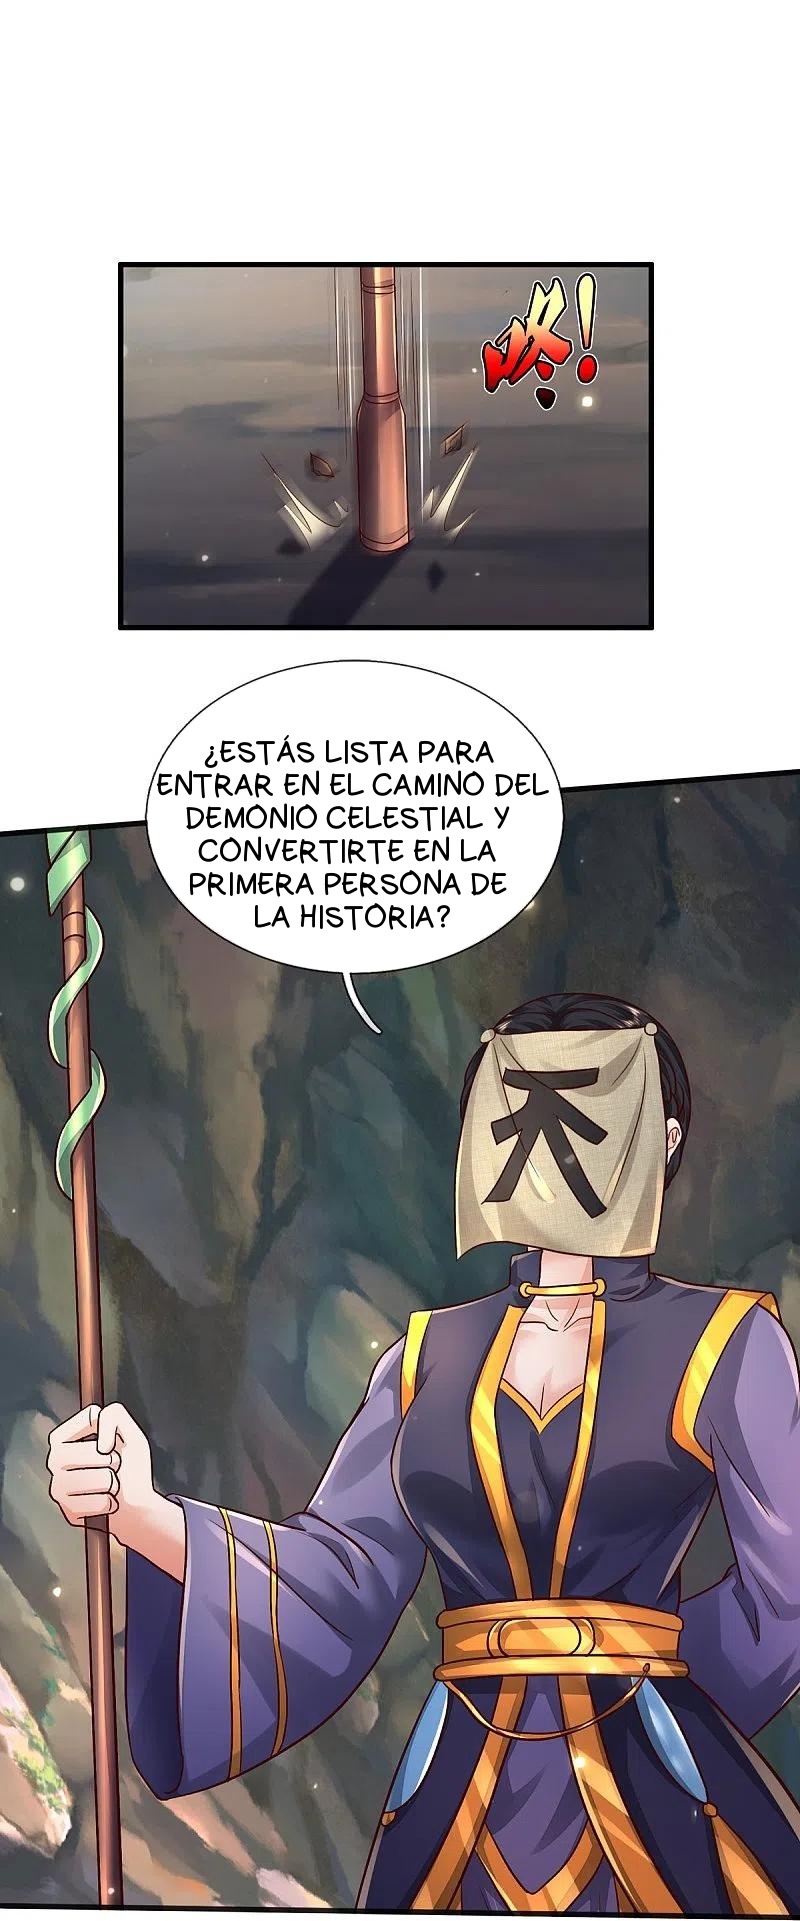 ¿ESTÁS LISTA PARA
ENTRAR EN EL CAMINO DEL
DEMONIO CELESTIAL Y
CONVERTIRTE EN LA
PRIMERA PERSONA DE
LA HISTORIA?
天